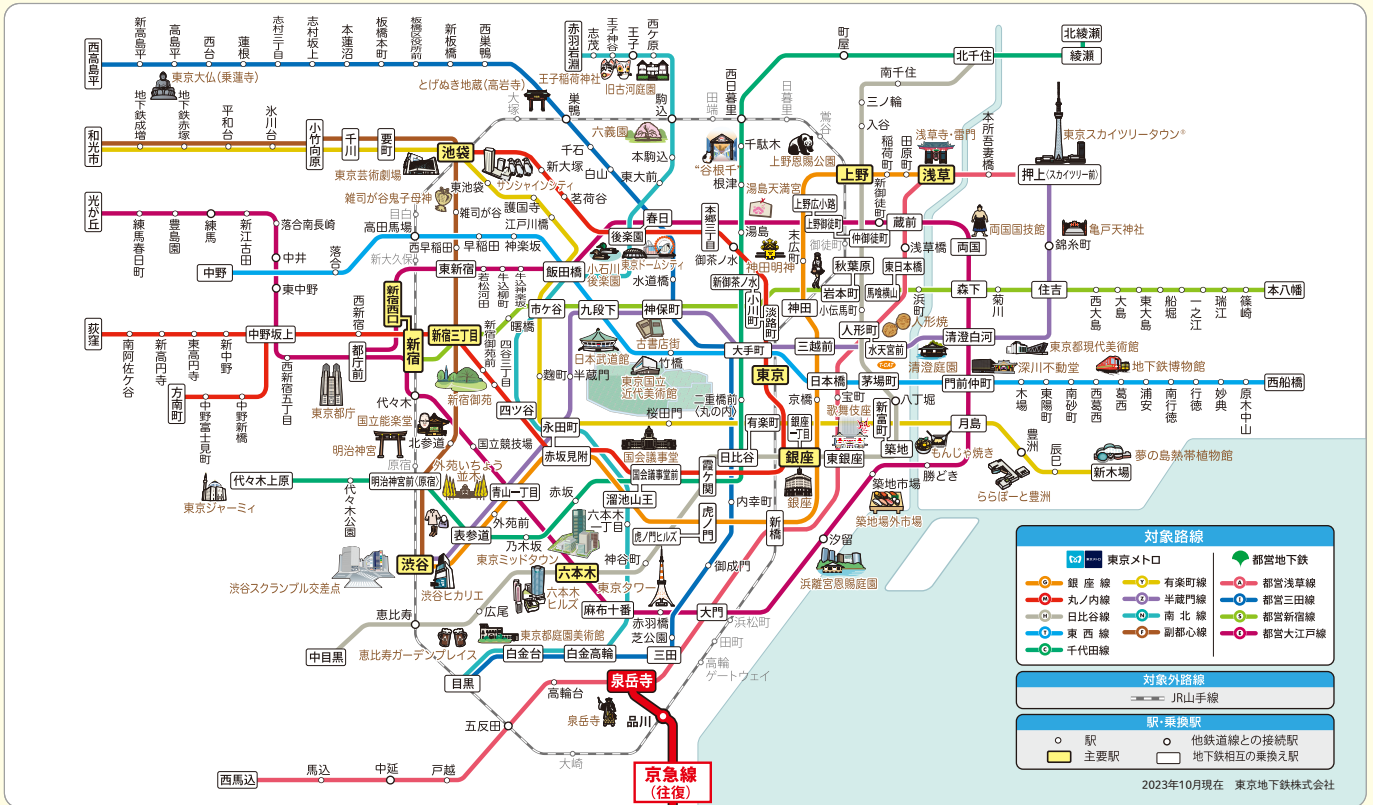 西高島平
新高島平
高島平
西台
蓮根
志村三丁目
志村坂上
本蓮沼
板橋本町
板橋区役所前
新板橋
西巣鴨
東京大仏(乗蓮寺)
とげぬき地蔵(高岩寺)
赤羽岩淵
志茂
王子神谷
王子
西ケ原
王子稲荷神社
旧古河庭園
町屋
北千住
北綾瀬
綾瀬
和光市
地下鉄成増
地下鉄赤塚
平和台
氷川台
小竹向原
千川
要町
池袋
東京芸術劇場
大塚
巣鴨
駒込
田端
西日暮里
日暮里
鶯谷
南千住
三ノ輪
入谷
稲荷町
田原町
浅草寺・雷門
本所吾妻橋
東京スカイツリータウン®
六義園
千石
白山
本駒込
東大前
千駄木
"谷根千"
根津
上野恩賜公園
上野
浅草
押上(スカイツリー前)
サンシャインシティ
新大塚
茗荷谷
東池袋
雑司が谷鬼子母神
雑司が谷
護国寺
江戸川橋
目白
高田馬場
西早稲田
早稲田
神楽坂
新大久保
光が丘
練馬春日町
豊島園
練馬
新江古田
落合南長崎
中井
東中野
中野
落合
東新宿
若松河田
牛込柳町
牛込神楽坂
飯田橋
後楽園
春日
本郷三丁目
湯島天満宮
湯島
上野広小路
上野御徒町
御徒町
仲御徒町
新御徒町
蔵前
両国国技館
両国
亀戸天神社
錦糸町
小石川
後楽園
東京ドームシティ
水道橋
御茶ノ水
新御茶ノ水
神田明神
末広町
秋葉原
浅草橋
東日本橋
岩本町
馬喰横山
小伝馬町
浜町
森下
菊川
住吉
西大島
大島
東大島
船堀
一之江
瑞江
篠崎
本八幡
荻窪
南阿佐ケ谷
新高円寺
東高円寺
新中野
中野坂上
西新宿
新宿西口
新宿
新宿三丁目
新宿御苑前
四谷三丁目
曙橋
市ケ谷
九段下
神保町
小川町
淡路町
神田
人形町
人形焼
水天宮前
清澄白河
方南町
中野富士見町
中野新橋
西新宿五丁目
都庁前
東京都庁
代々木
新宿御苑
四ツ谷
麹町
半蔵門
日本武道館
古書店街
竹橋
東京国立
近代美術館
大手町
三越前
清澄庭園
東京都現代美術館
深川不動堂
地下鉄博物館
東京
日本橋
茅場町
門前仲町
木場
東陽町
南砂町
西葛西
葛西
浦安
南行徳
行徳
妙典
原木中山
西船橋
国立能楽堂
北参道
国立競技場
明治神宮
原宿
永田町
赤坂見附
桜田門
二重橋前
〈丸の内〉
有楽町
京橋
銀座一丁目
宝町
歌舞伎座
新富町
八丁堀
築地
月島
もんじゃ焼き
豊洲
辰巳
新木場
夢の島熱帯植物館
ららぽーと豊洲
代々木上原
東京ジャーミィ
代々木公園
明治神宮前〈原宿〉
外苑いちょう
並木
青山一丁目
国会議事堂
国会議事堂前
霞ケ関
日比谷
銀座
東銀座
築地市場
勝どき
築地場外市場
銀座
表参道
外苑前
乃木坂
赤坂
溜池山王
六本木
一丁目
虎ノ門ヒルズ
虎ノ門
内幸町
新橋
汐留
浜離宮恩賜庭園
渋谷スクランブル交差点
渋谷
渋谷ヒカリエ
東京ミッドタウン
六本木
六本木
ヒルズ
神谷町
東京タワー
御成門
恵比寿
広尾
麻布十番
赤羽橋
芝公園
大門
浜松町
田町
高輪
ゲートウェイ
中目黒
恵比寿ガーデンプレイス
東京都庭園美術館
白金台
白金高輪
三田
目黒
高輪台
泉岳寺
泉岳寺
品川
五反田
大崎
西馬込
馬込
中延
戸越
京急線
(往復)
対象路線
東京メトロ
都営地下鉄
G 銀座線
M 丸ノ内線
H 日比谷線
T 東西線
C 千代田線
Y 有楽町線
Z 半蔵門線
N 南北線
F 副都心線
A 都営浅草線
I 都営三田線
S 都営新宿線
E 都営大江戸線
対象外路線
JR山手線
駅・乗換駅
駅
他鉄道線との接続駅
主要駅
地下鉄相互の乗換え駅
2023年10月現在 東京地下鉄株式会社